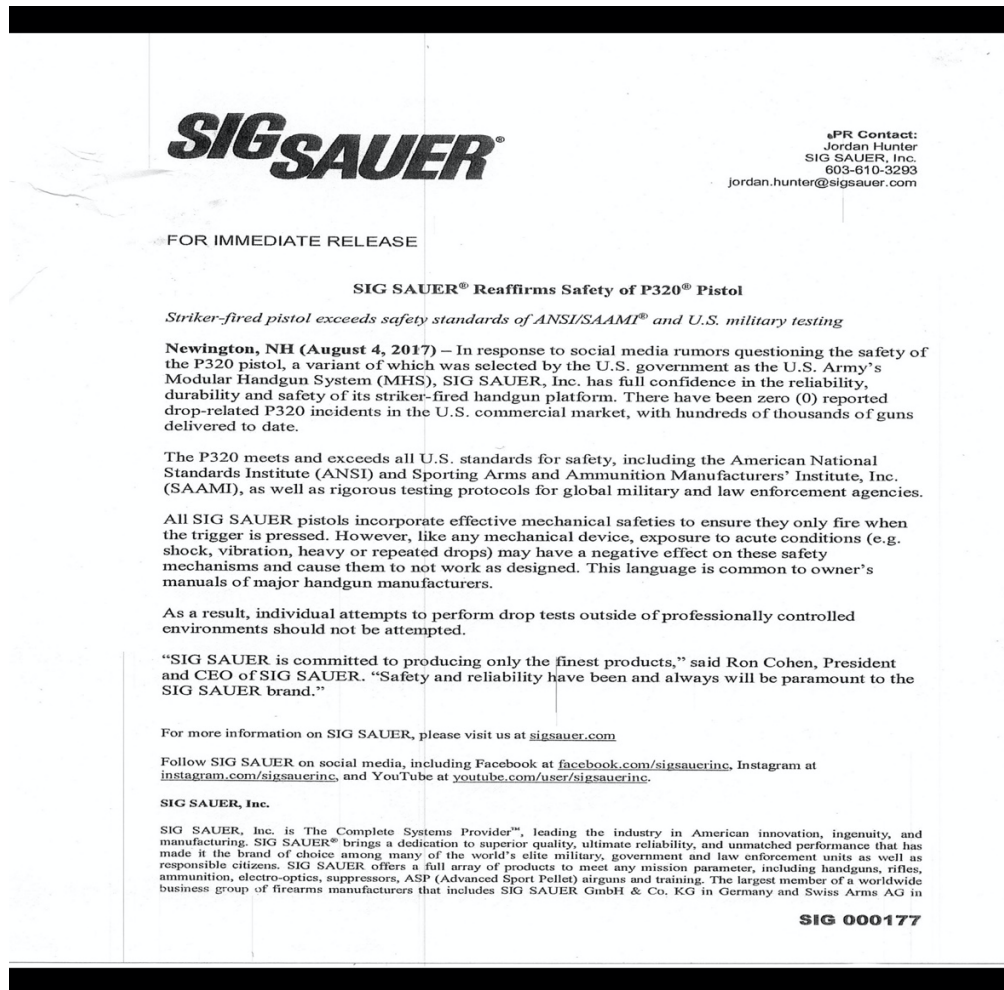 SIG SAUER®
PR Contact:
Jordan Hunter
SIG SAUER, Inc.
603-610-3293
jordan.hunter@sigsauer.com
FOR IMMEDIATE RELEASE
SIG SAUER® Reaffirms Safety of P320® Pistol
Striker-fired pistol exceeds safety standards of ANSI/SAAMI® and U.S. military testing
Newington, NH (August 4, 2017) – In response to social media rumors questioning the safety of
the P320 pistol, a variant of which was selected by the U.S. government as the U.S. Army's
Modular Handgun System (MHS), SIG SAUER, Inc. has full confidence in the reliability,
durability and safety of its striker-fired handgun platform. There have been zero (0) reported
drop-related P320 incidents in the U.S. commercial market, with hundreds of thousands of guns
delivered to date.
The P320 meets and exceeds all U.S. standards for safety, including the American National
Standards Institute (ANSI) and Sporting Arms and Ammunition Manufacturers' Institute, Inc.
(SAAMI), as well as rigorous testing protocols for global military and law enforcement agencies.
All SIG SAUER pistols incorporate effective mechanical safeties to ensure they only fire when
the trigger is pressed. However, like any mechanical device, exposure to acute conditions (e.g.
shock, vibration, heavy or repeated drops) may have a negative effect on these safety
mechanisms and cause them to not work as designed. This language is common to owner's
manuals of major handgun manufacturers.
As a result, individual attempts to perform drop tests outside of professionally controlled
environments should not be attempted.
“SIG SAUER is committed to producing only the finest products,” said Ron Cohen, President
and CEO of SIG SAUER. “Safety and reliability have been and always will be paramount to the
SIG SAUER brand.”
For more information on SIG SAUER, please visit us at sigsauer.com
Follow SIG SAUER on social media, including Facebook at facebook.com/sigsauerinc, Instagram at
instagram.com/sigsauerinc, and YouTube at youtube.com/user/sigsauerinc.
SIG SAUER, Inc.
SIG SAUER, Inc. is The Complete Systems Provider™, leading the industry in American innovation, ingenuity, and
manufacturing. SIG SAUER® brings a dedication to superior quality, ultimate reliability, and unmatched performance that has
made it the brand of choice among many of the world's elite military, government and law enforcement units as well as
responsible citizens. SIG SAUER offers a full array of products to meet any mission parameter, including handguns, rifles,
ammunition, electro-optics, suppressors, ASP (Advanced Sport Pellet) airguns and training. The largest member of a worldwide
business group of firearms manufacturers that includes SIG SAUER GmbH & Co. KG in Germany and Swiss Arms AG in
SIG 000177